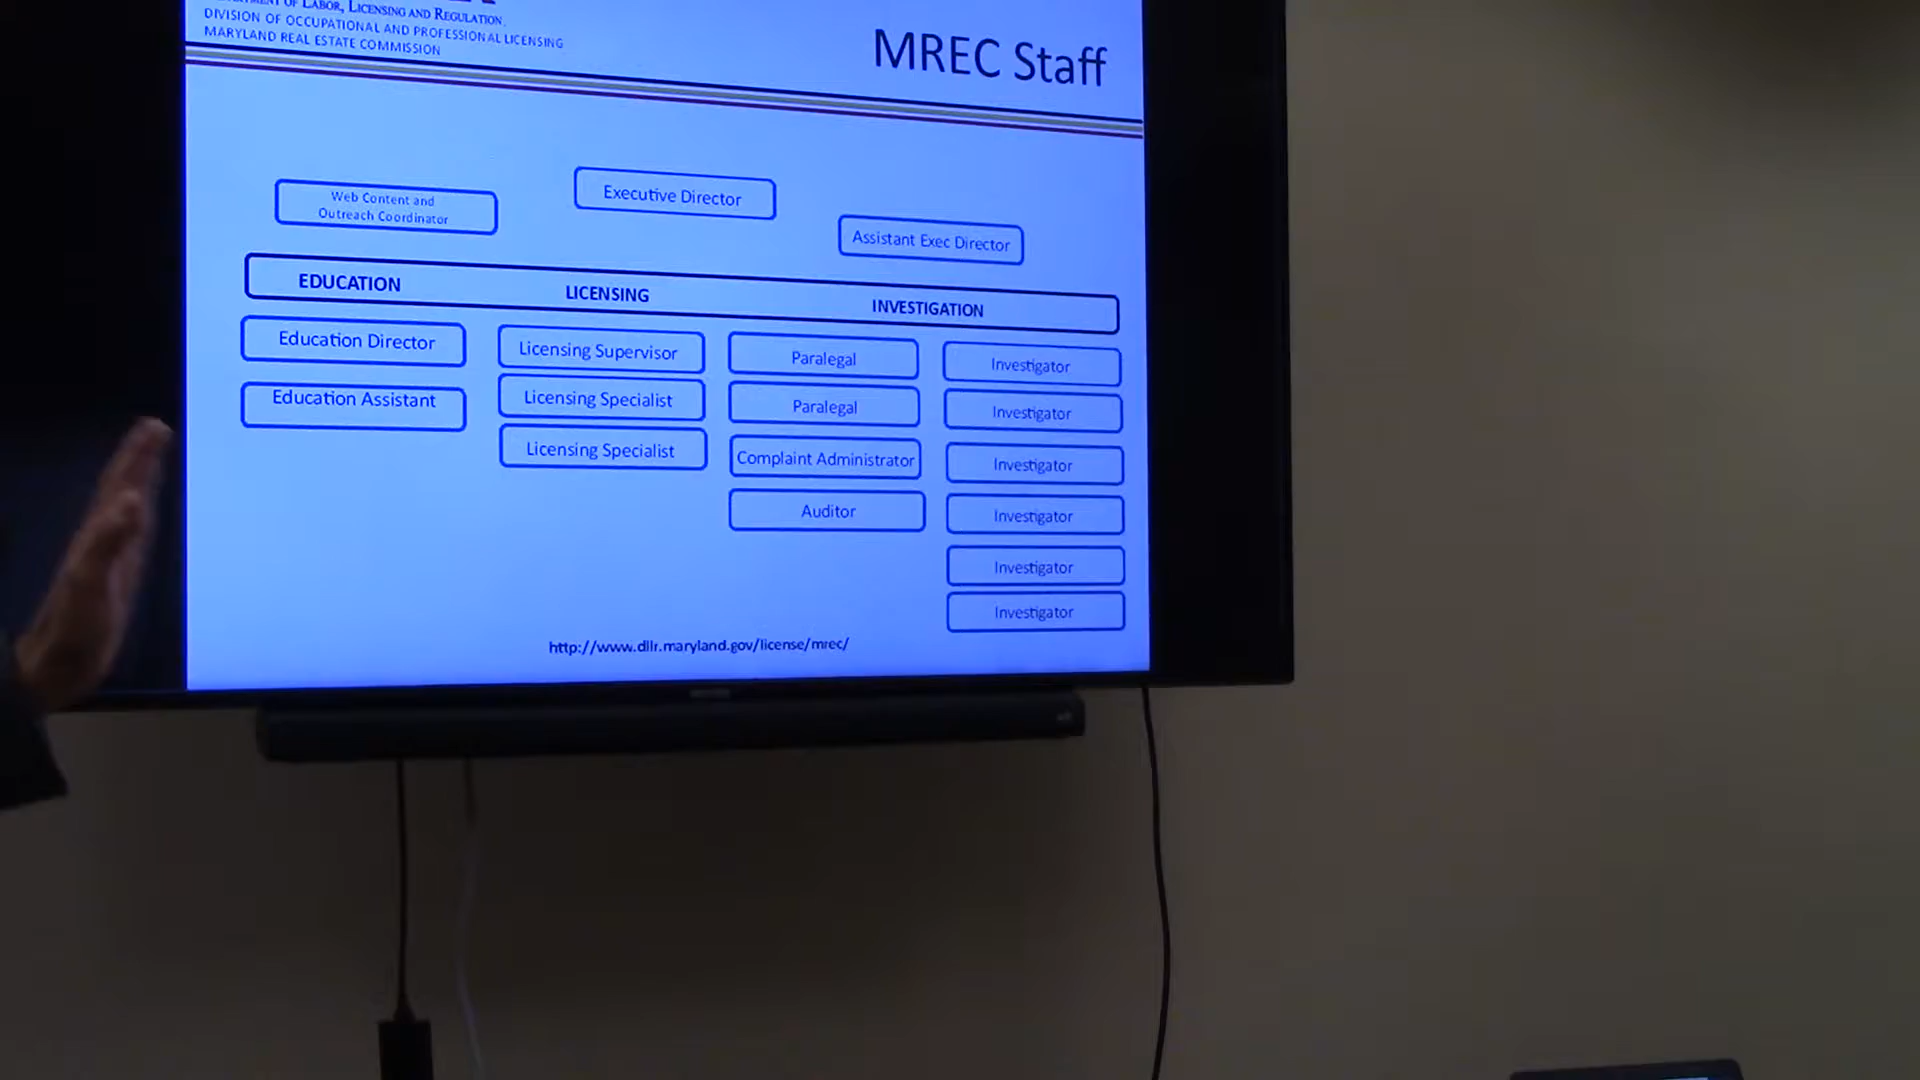 OF LABOR, LICENSING AND REGULATION
DIVISION OF OCCUPATIONAL AND PROFESSIONAL LICENSING
MARYLAND REAL ESTATE COMMISSION
MREC Staff
Web Content and
Outreach Coordinator
Executive Director
Assistant Exec Director
EDUCATION
LICENSING
INVESTIGATION
Education Director
Education Assistant
Licensing Supervisor
Licensing Specialist
Licensing Specialist
Paralegal
Paralegal
Complaint Administrator
Auditor
Investigator
Investigator
Investigator
Investigator
Investigator
Investigator
http://www.dllr.maryland.gov/license/mrec/